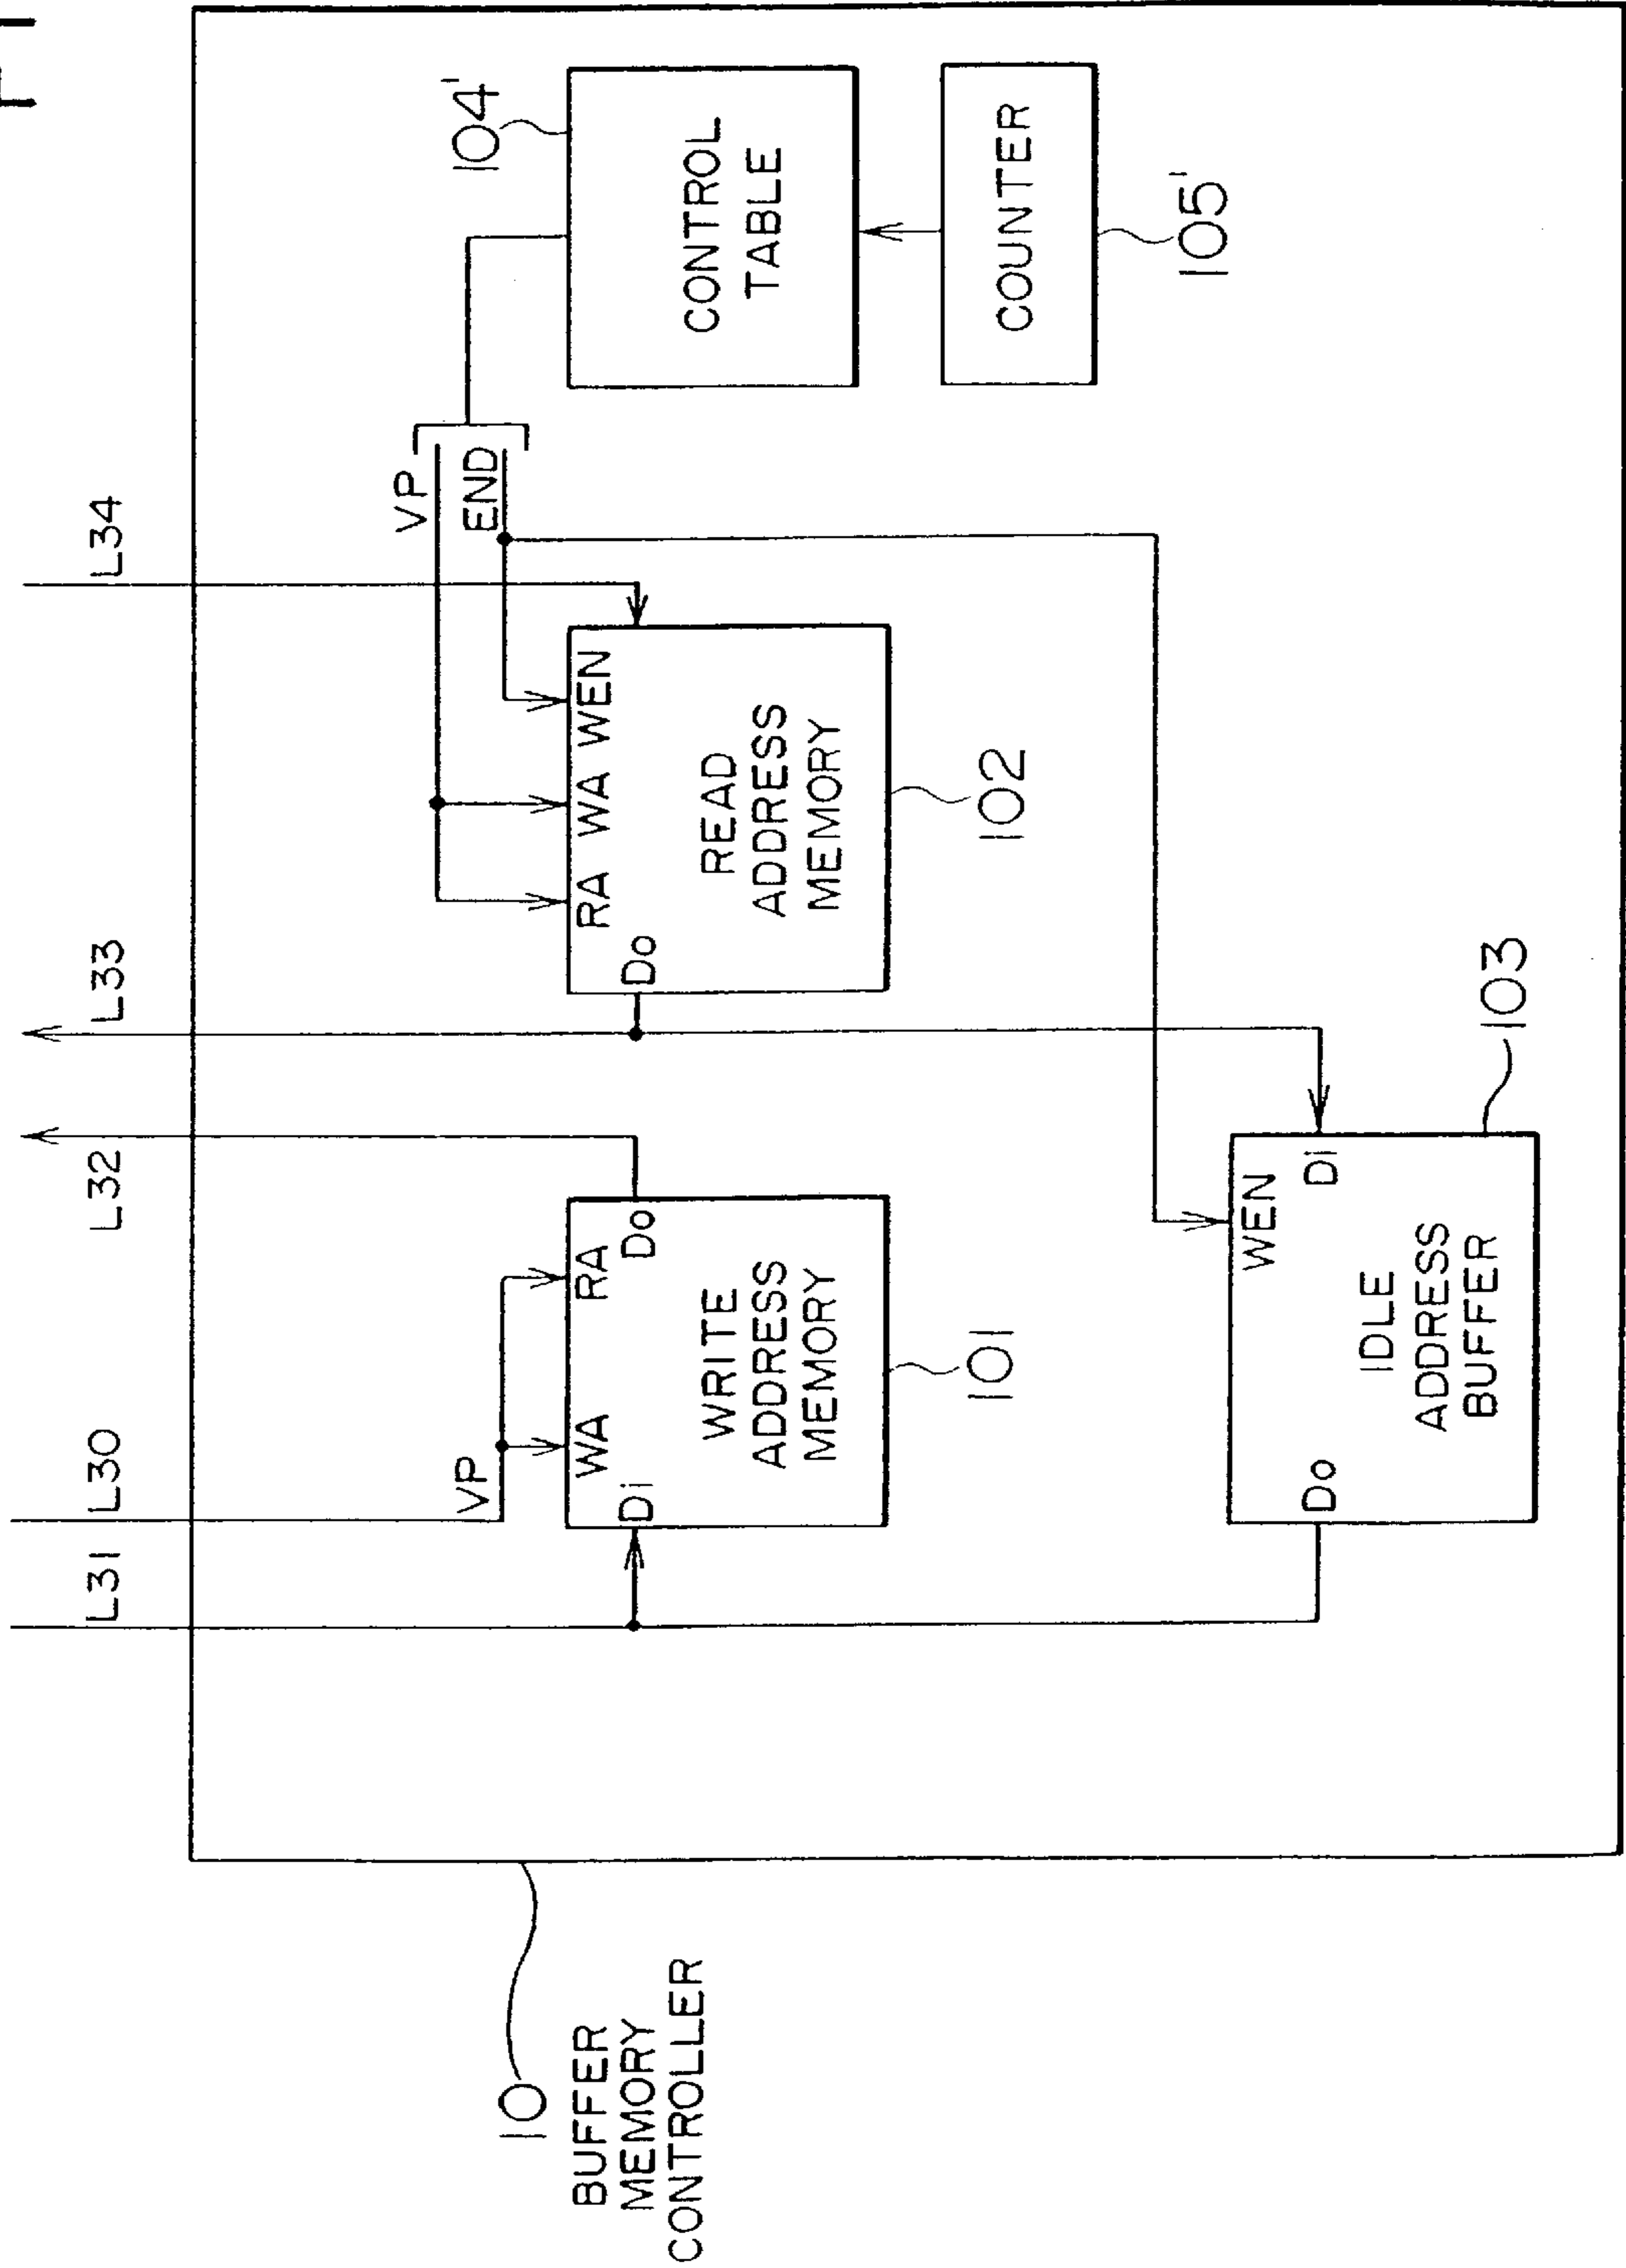 L31
L30
L32
L33
L34
VP
VP
END
WA
RA
Di
Do
WRITE
ADDRESS
MEMORY
101
RA WA WEN
Do
READ
ADDRESS
MEMORY
102
104'
CONTROL
TABLE
COUNTER
105'
WEN
Do
Di
IDLE
ADDRESS
BUFFER
103
10
BUFFER
MEMORY
CONTROLLER